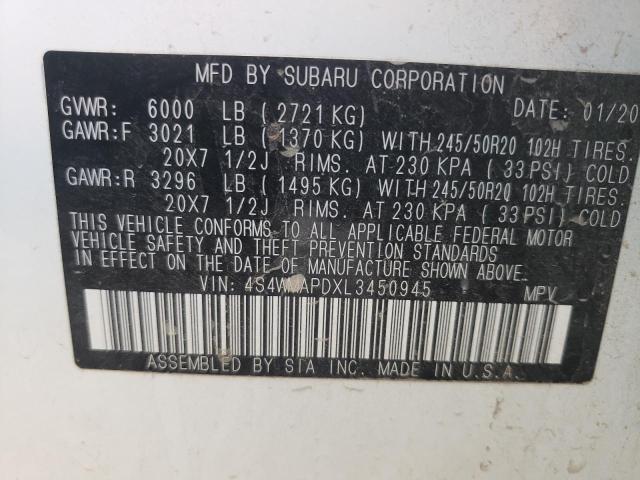 MFD BY SUBARU CORPORATION
GVWR: 6000 LB (2721 KG) DATE: 01/20
GAWR:F 3021 LB (1370 KG) WITH 245/50R20 102H TIRES,
20X7 1/2J RIMS, AT 230 KPA (33 PSI) COLD
GAWR:R 3296 LB (1495 KG) WITH 245/50R20 102H TIRES,
20X7 1/2J RIMS, AT 230 KPA (33 PSI) COLD
THIS VEHICLE CONFORMS TO ALL APPLICABLE FEDERAL MOTOR
VEHICLE SAFETY AND THEFT PREVENTION STANDARDS
IN EFFECT ON THE DATE OF MANUFACTURE SHOWN ABOVE.
VIN: 4S4WMAPDXL3450945 MPV
ASSEMBLED BY SIA INC. MADE IN U.S.A.